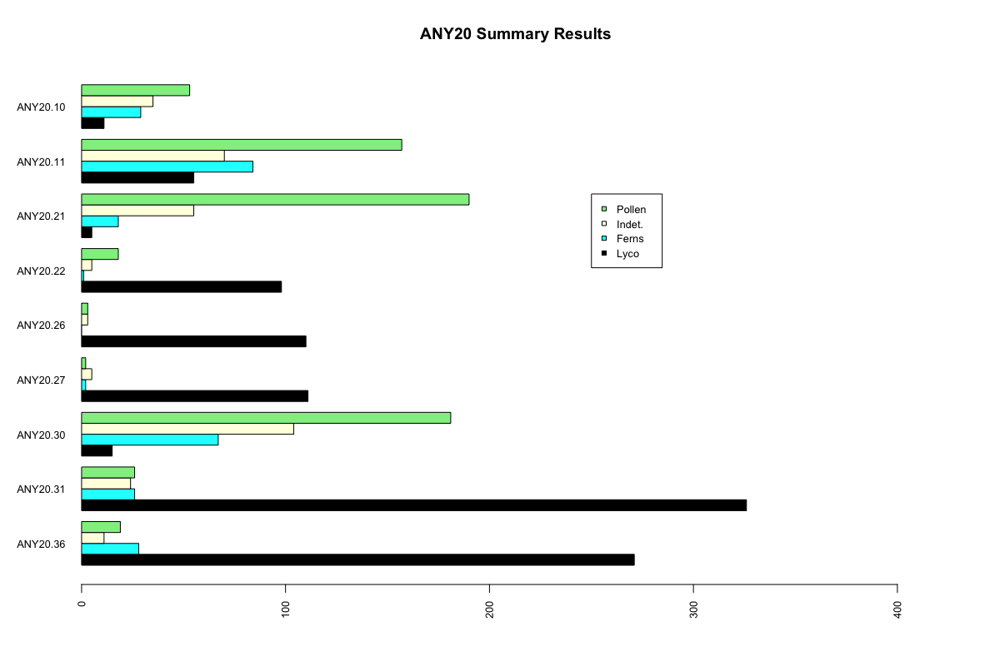 ANY20 Summary Results
ANY20.10
ANY20.11
ANY20.21
ANY20.22
ANY20.26
ANY20.27
ANY20.30
ANY20.31
ANY20.36
Pollen
Indet.
Ferns
Lyco
0 100 200 300 400